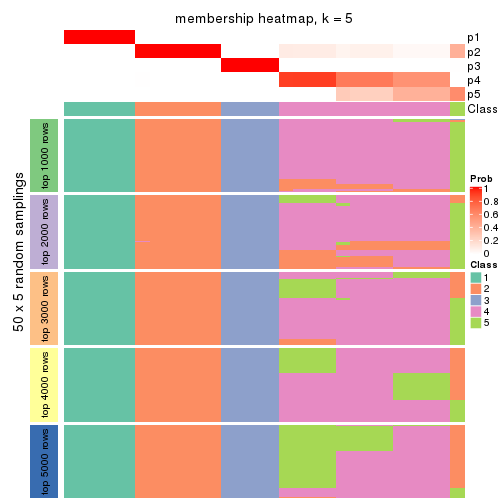 membership heatmap, k = 5
p1
p2
p3
p4
p5
Class
50 x 5 random samplings
top 1000 rows
top 2000 rows
top 3000 rows
top 4000 rows
top 5000 rows
Prob
1
0.8
0.6
0.4
0.2
0
Class
1
2
3
4
5